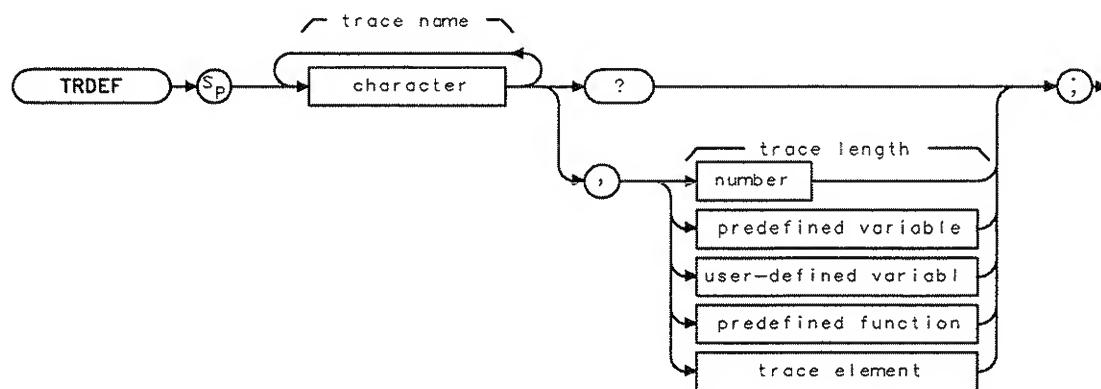 trace name
TRDEF
Sp
character
?
;
,
trace length
number
predefined variable
user-defined variabl
predefined function
trace element